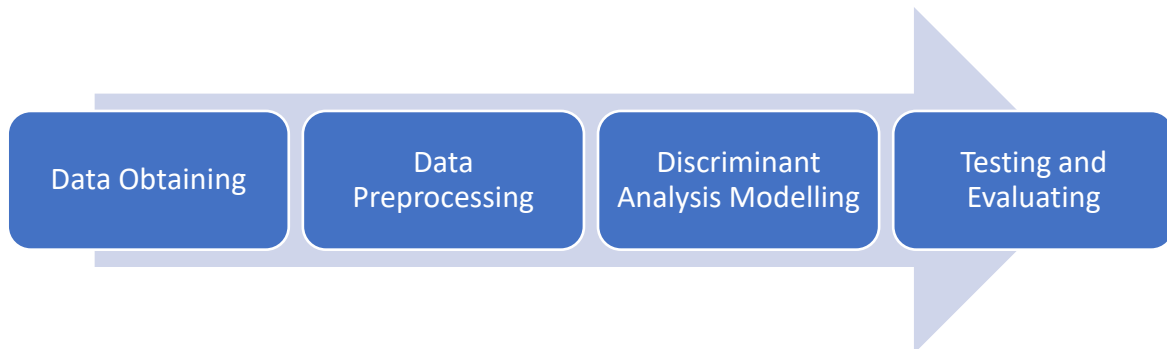 Data Obtaining
Data
Preprocessing
Discriminant
Analysis Modelling
Testing and
Evaluating